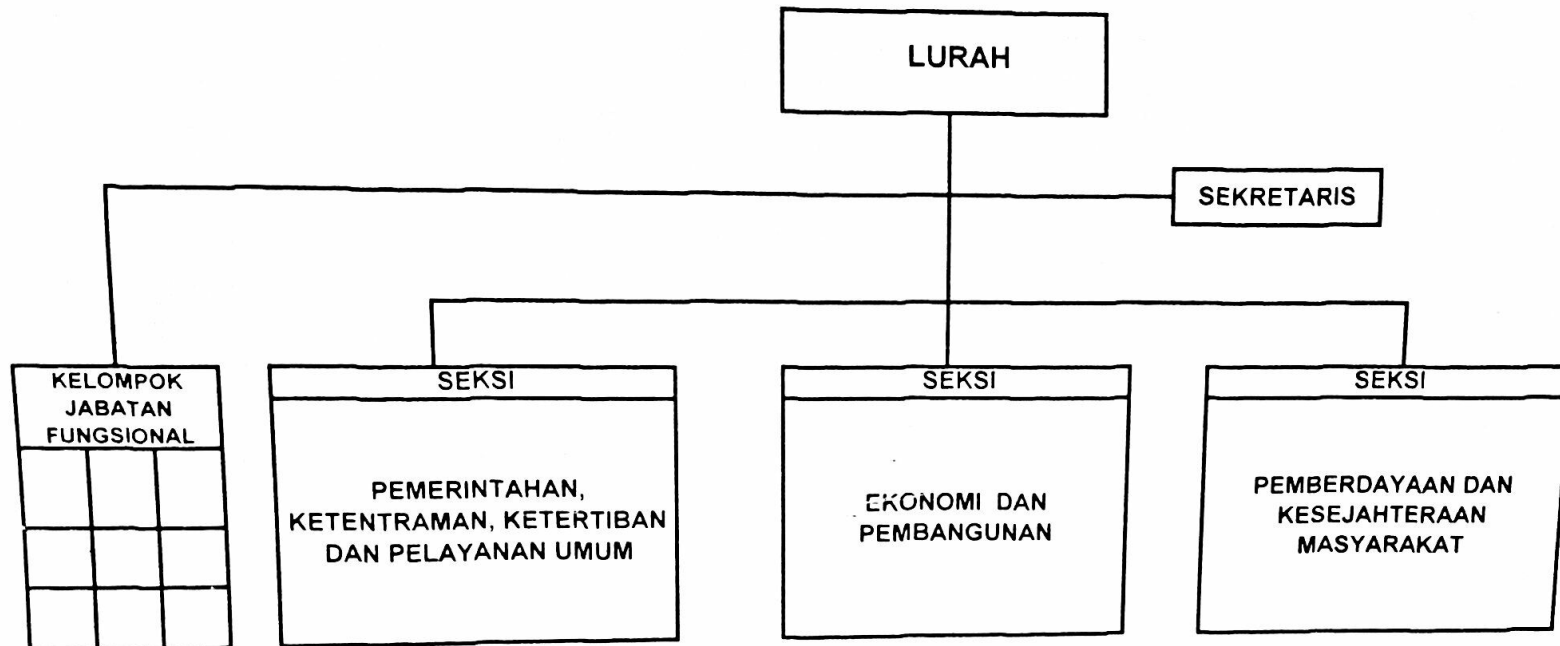 LURAH
SEKRETARIS
KELOMPOK
JABATAN
FUNGSIONAL
SEKSI
PEMERINTAHAN,
KETENTRAMAN, KETERTIBAN
DAN PELAYANAN UMUM
SEKSI
EKONOMI DAN
PEMBANGUNAN
SEKSI
PEMBERDAYAAN DAN
KESEJAHTERAAN
MASYARAKAT